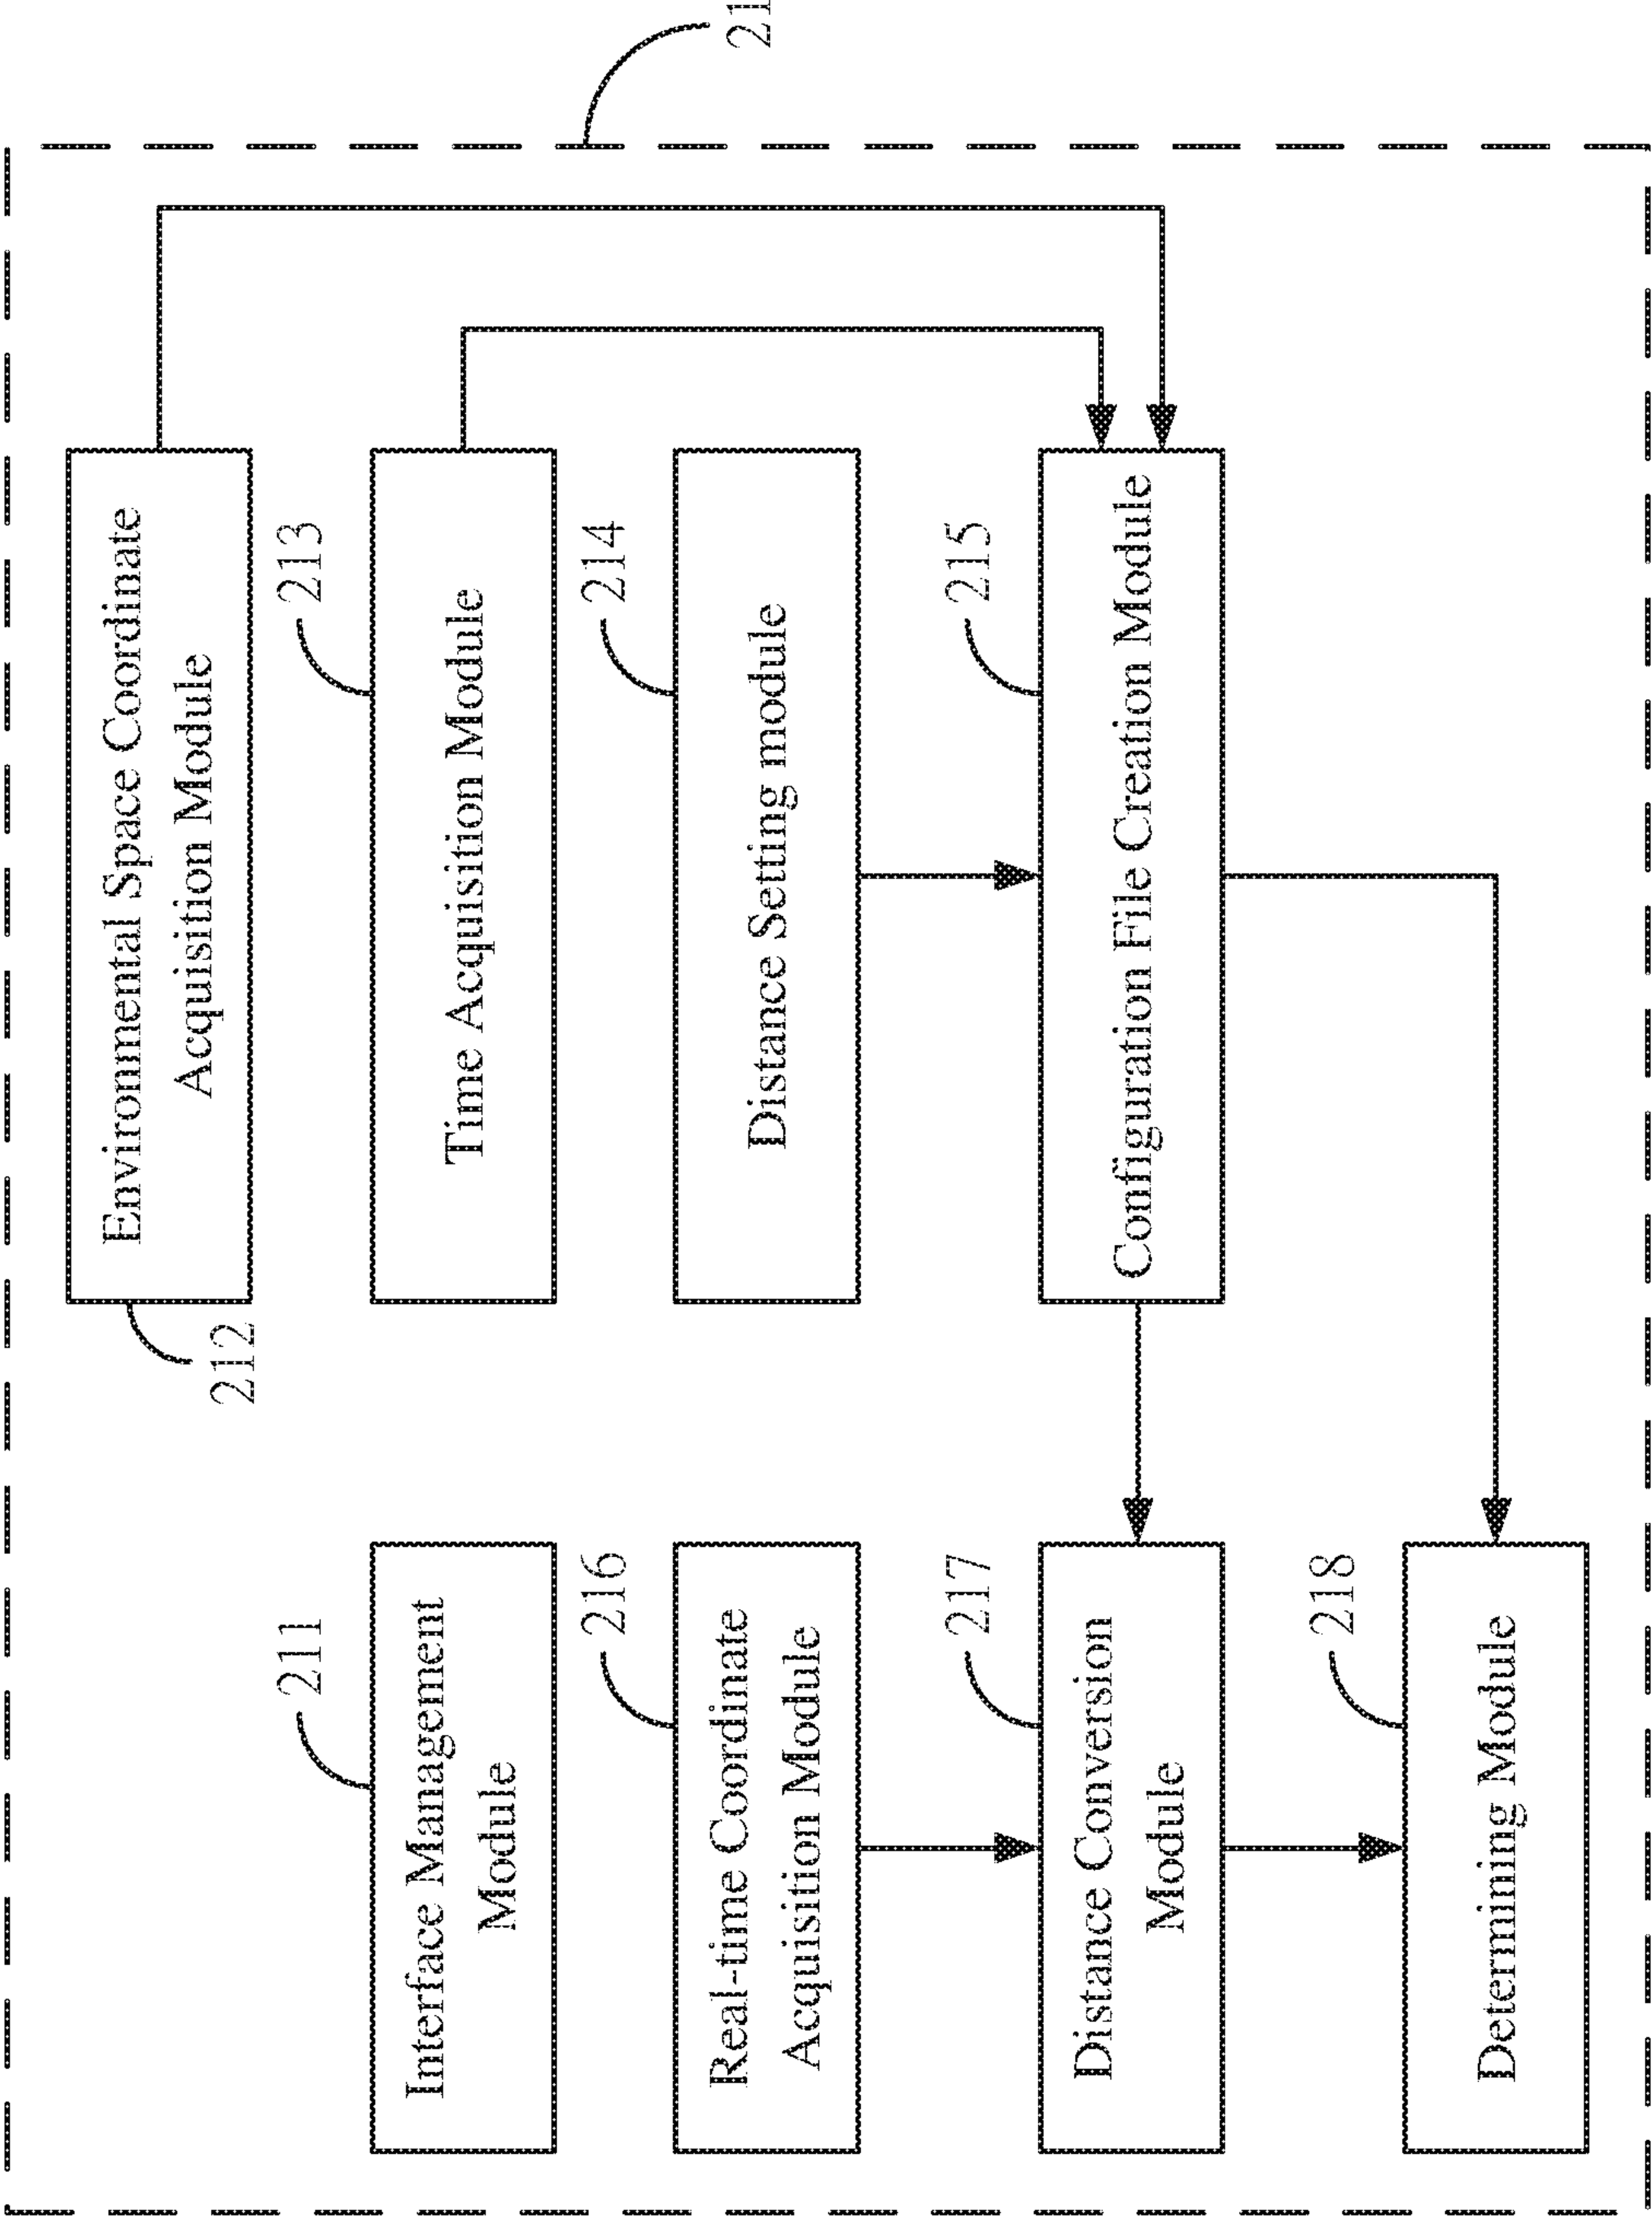 21
212
Environmental Space Coordinate
Acquisition Module
211
Interface Management
Module
213
Time Acquisition Module
216
Real-time Coordinate
Acquisition Module
214
Distance Setting module
217
Distance Conversion
Module
215
Configuration File Creation Module
218
Determining Module